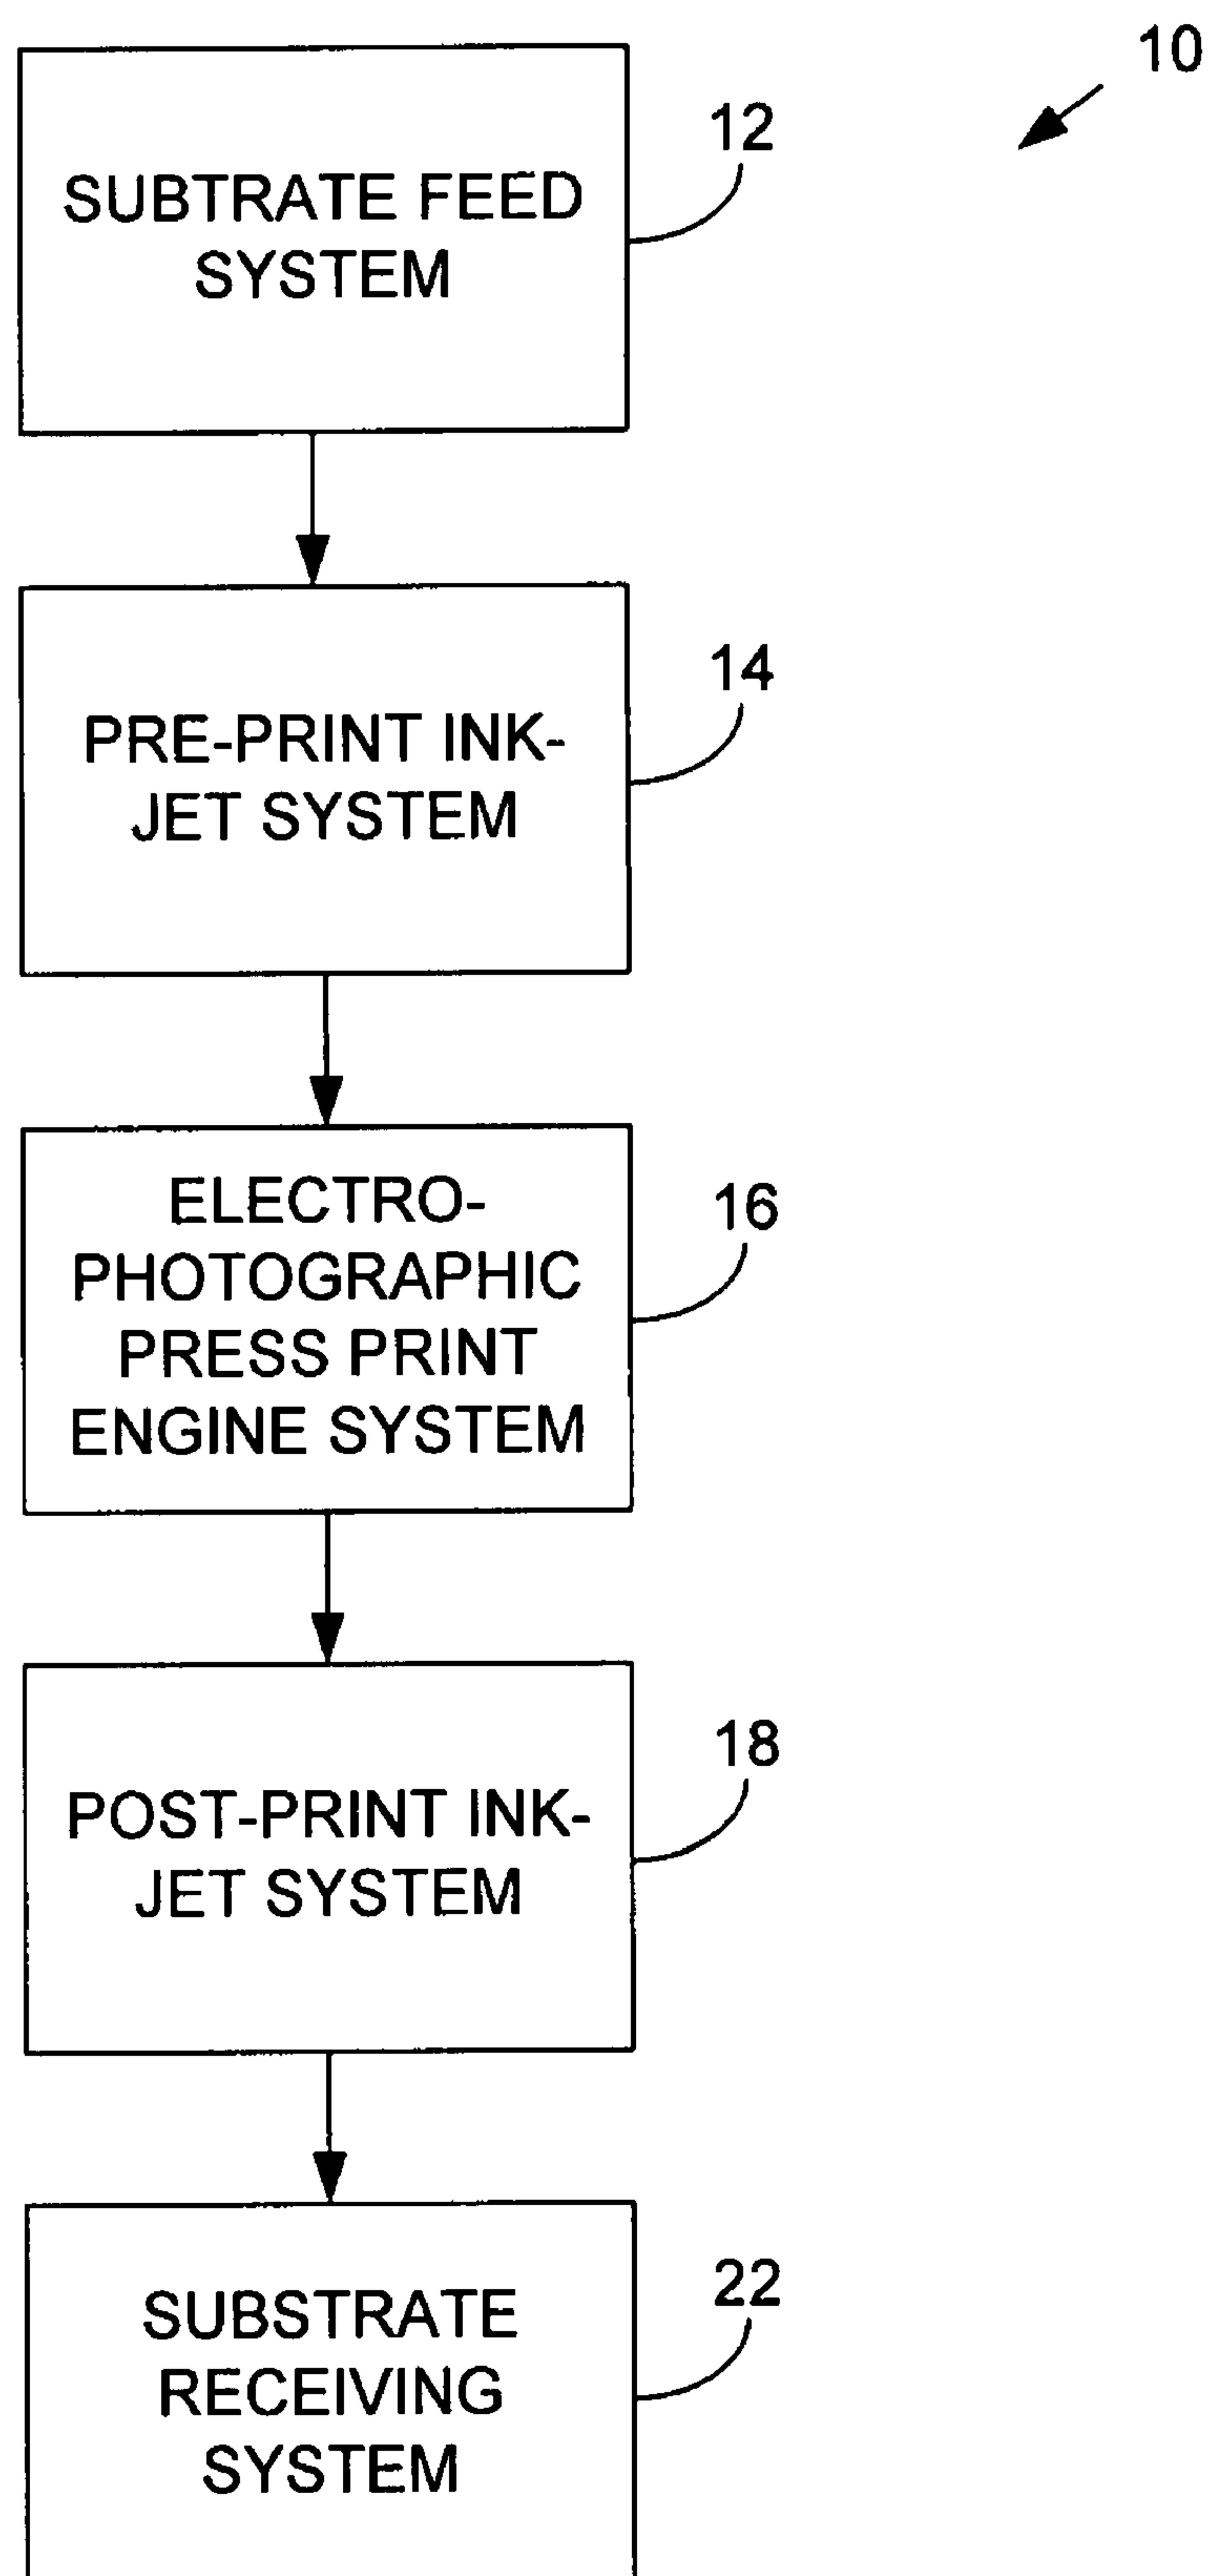 10
12
SUBTRATE FEED
SYSTEM
14
PRE-PRINT INK-
JET SYSTEM
16
ELECTRO-
PHOTOGRAPHIC
PRESS PRINT
ENGINE SYSTEM
18
POST-PRINT INK-
JET SYSTEM
22
SUBSTRATE
RECEIVING
SYSTEM